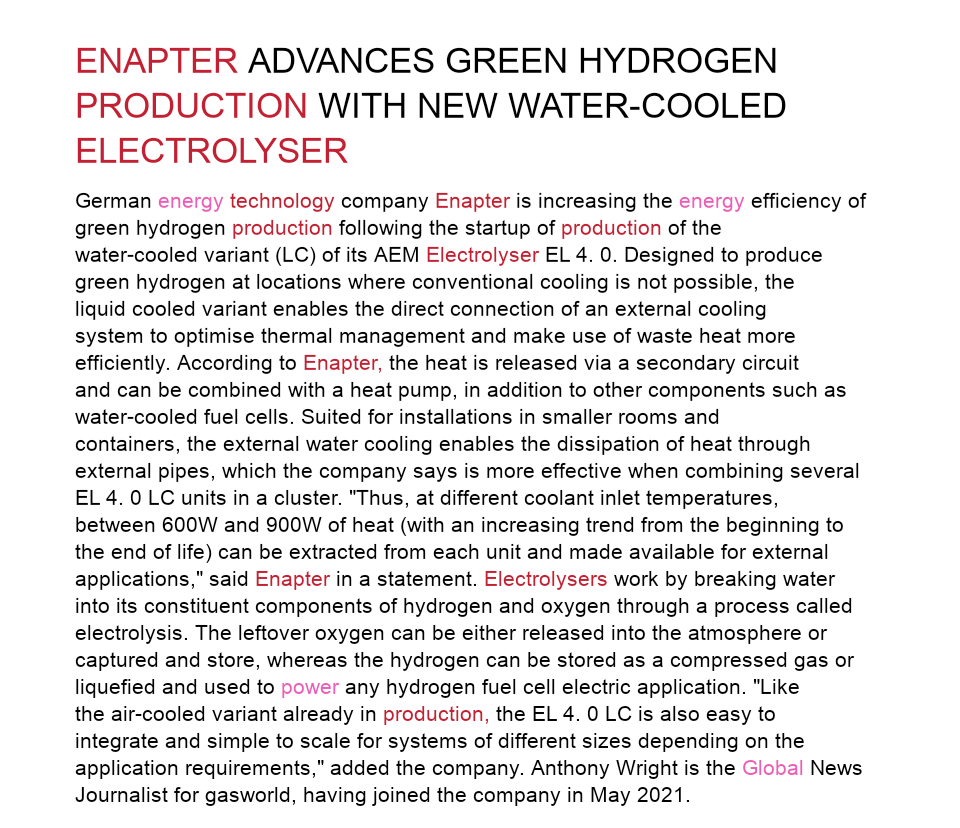 ENAPTER ADVANCES GREEN HYDROGEN
PRODUCTION WITH NEW WATER-COOLED
ELECTROLYSER
German energy technology company Enapter is increasing the energy efficiency of
green hydrogen production following the startup of production of the
water-cooled variant (LC) of its AEM Electrolyser EL 4. 0. Designed to produce
green hydrogen at locations where conventional cooling is not possible, the
liquid cooled variant enables the direct connection of an external cooling
system to optimise thermal management and make use of waste heat more
efficiently. According to Enapter, the heat is released via a secondary circuit
and can be combined with a heat pump, in addition to other components such as
water-cooled fuel cells. Suited for installations in smaller rooms and
containers, the external water cooling enables the dissipation of heat through
external pipes, which the company says is more effective when combining several
EL 4. 0 LC units in a cluster. "Thus, at different coolant inlet temperatures,
between 600W and 900W of heat (with an increasing trend from the beginning to
the end of life) can be extracted from each unit and made available for external
applications," said Enapter in a statement. Electrolysers work by breaking water
into its constituent components of hydrogen and oxygen through a process called
electrolysis. The leftover oxygen can be either released into the atmosphere or
captured and store, whereas the hydrogen can be stored as a compressed gas or
liquefied and used to power any hydrogen fuel cell electric application. "Like
the air-cooled variant already in production, the EL 4. 0 LC is also easy to
integrate and simple to scale for systems of different sizes depending on the
application requirements," added the company. Anthony Wright is the Global News
Journalist for gasworld, having joined the company in May 2021.